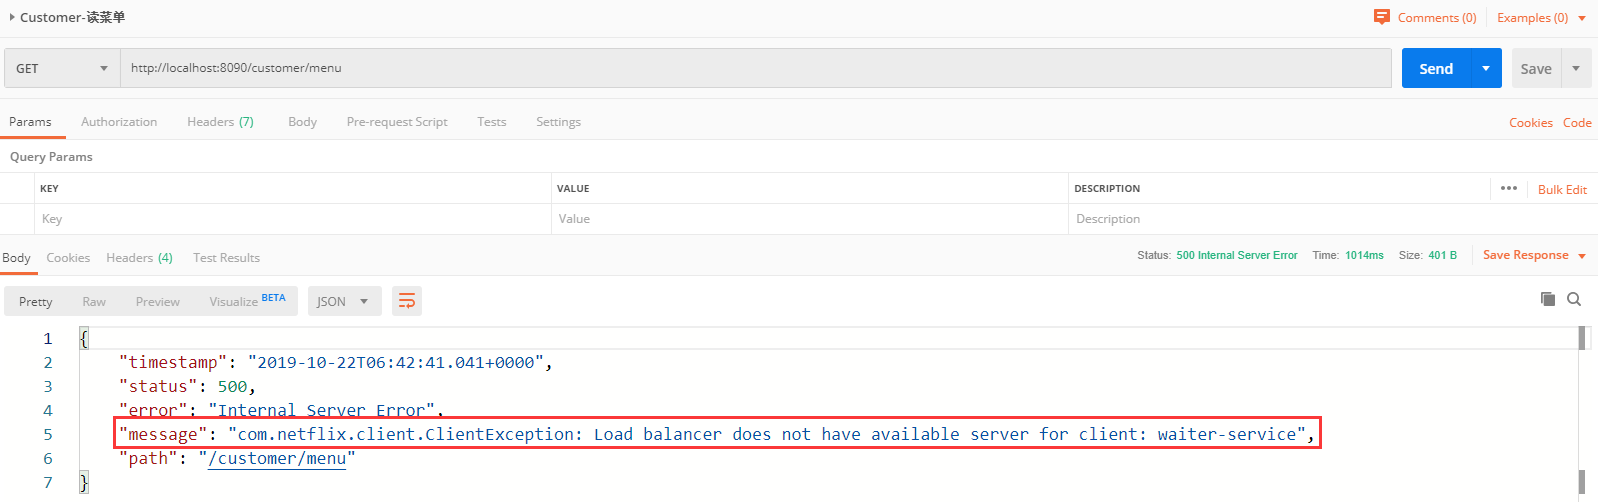 Customer-读菜单 Comments (0) Examples (0)
GET http://localhost:8090/customer/menu Send Save
Params Authorization Headers (7) Body Pre-request Script Tests Settings Cookies Code
Query Params
KEY VALUE DESCRIPTION ••• Bulk Edit
Key Value Description
Body Cookies Headers (4) Test Results Status: 500 Internal Server Error Time: 1014ms Size: 401 B Save Response
Pretty Raw Preview Visualize BETA JSON
1 {
2 "timestamp": "2019-10-22T06:42:41.041+0000",
3 "status": 500,
4 "error": "Internal Server Error",
5 "message": "com.netflix.client.ClientException: Load balancer does not have available server for client: waiter-service",
6 "path": "/customer/menu"
7 }